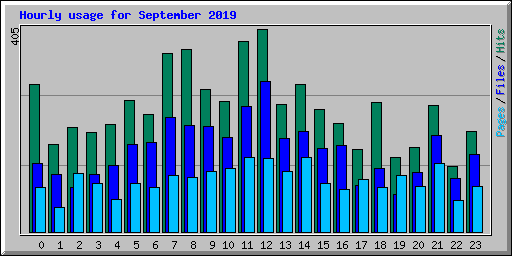 Hourly usage for September 2019
405
Pages / Files / Hits
0 1 2 3 4 5 6 7 8 9 10 11 12 13 14 15 16 17 18 19 20 21 22 23